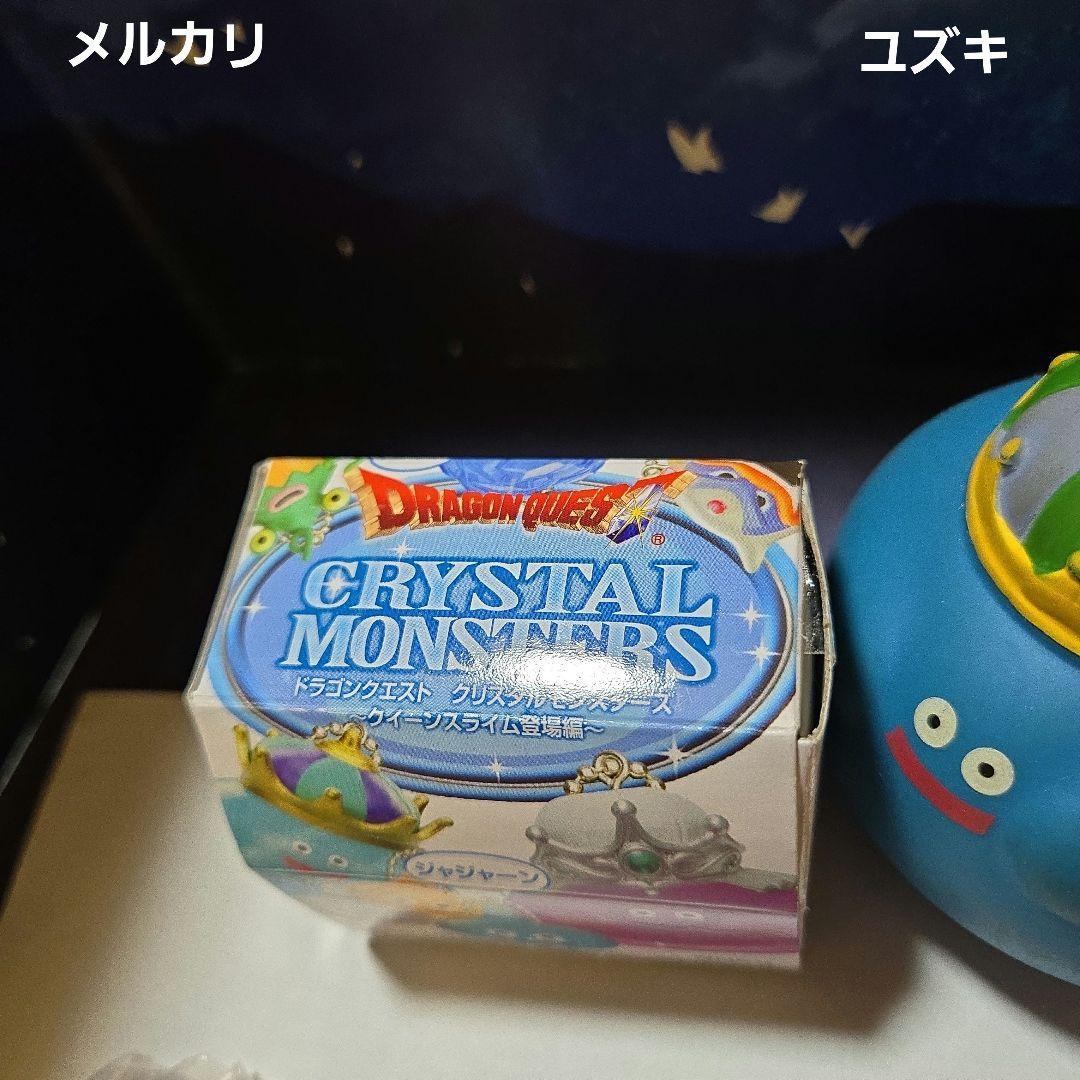 メルカリ
ユズキ
DRAGON QUEST
CRYSTAL
MONSTERS
ドラゴンクエスト クリスタルモンスターズ
～クイーンスライム登場編～
ジャジャーン